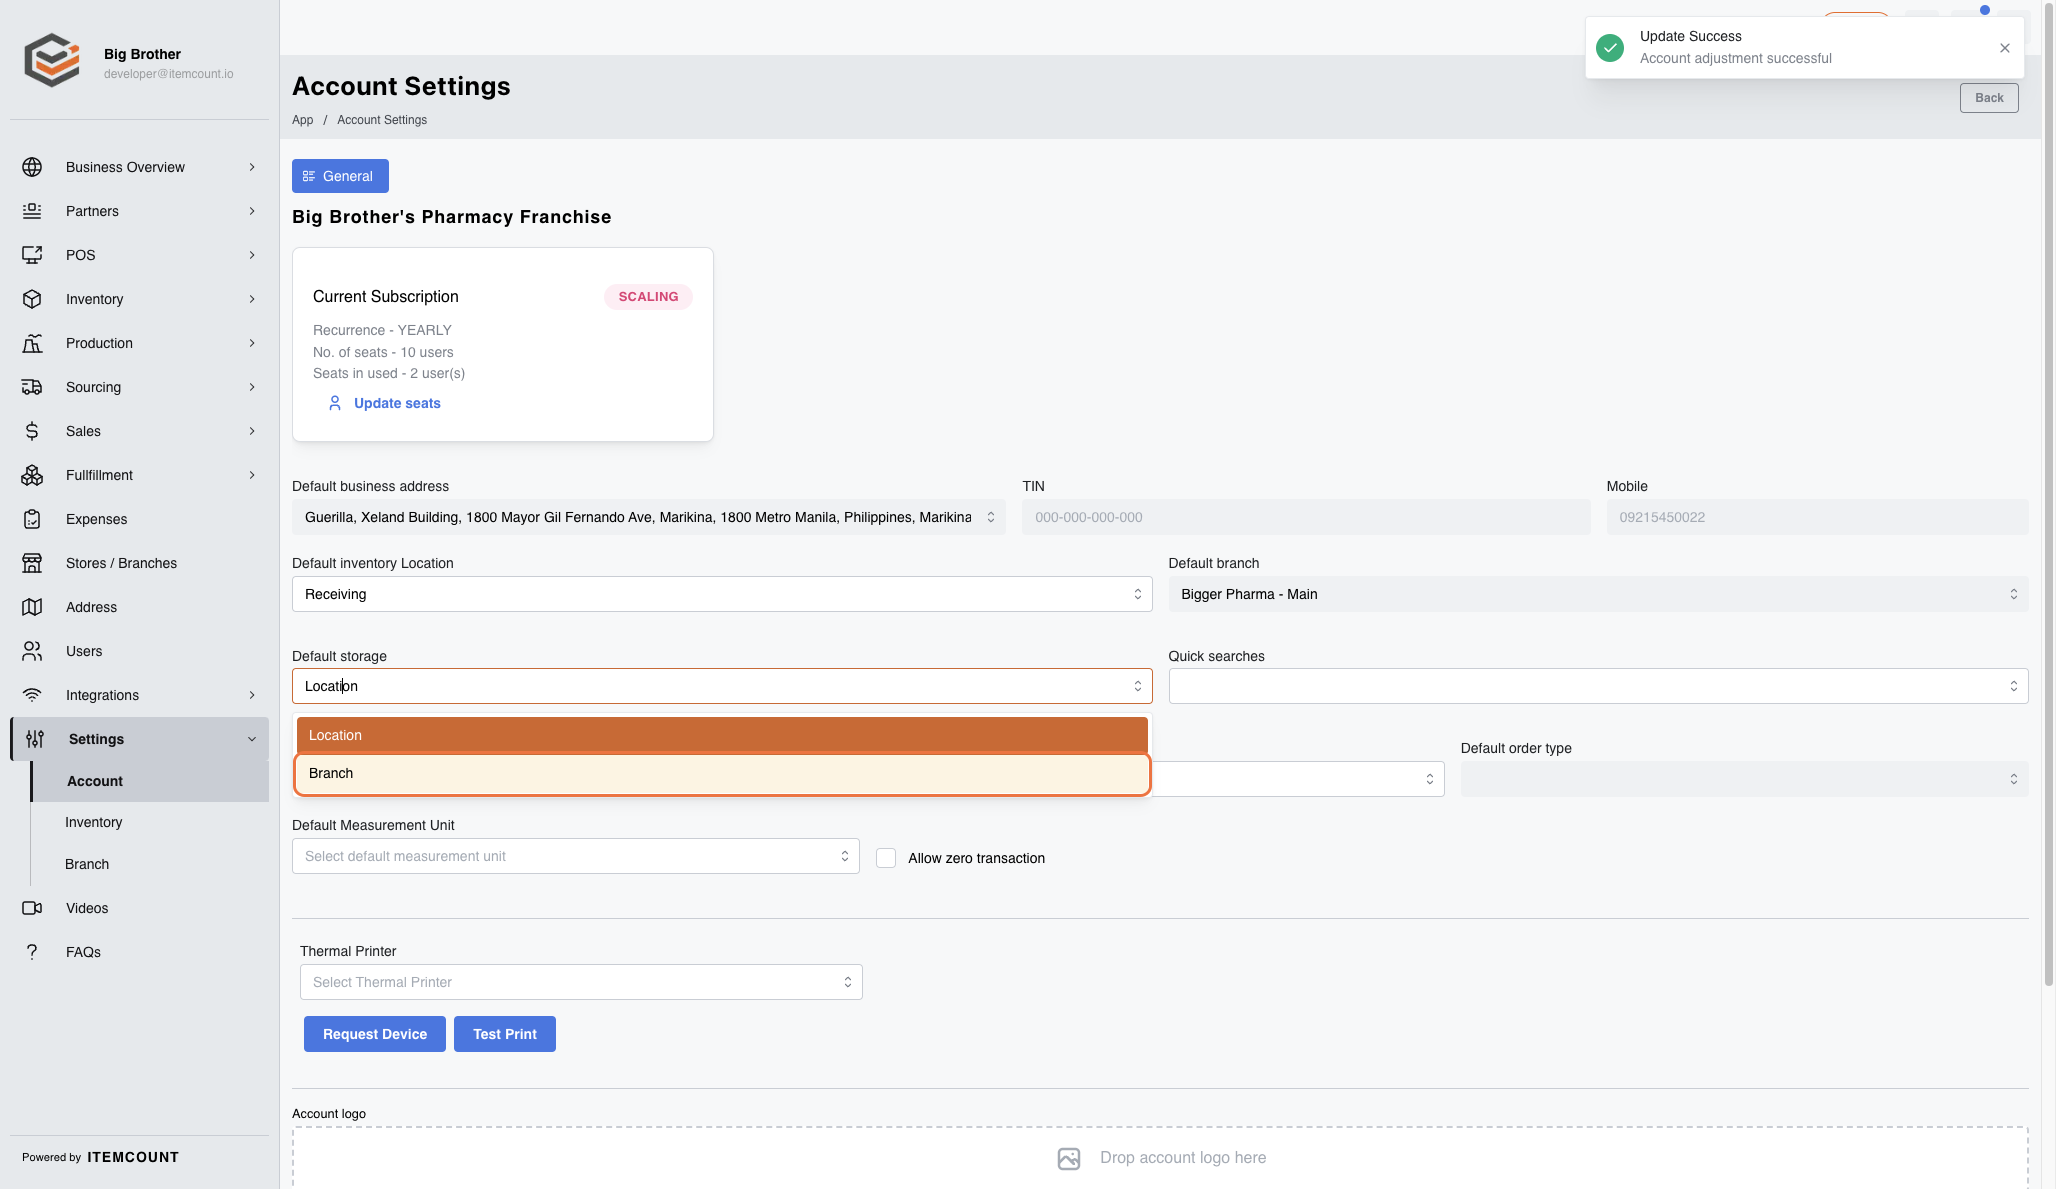 Big Brother
developer@itemcount.io
Business Overview
Partners
POS
Inventory
Production
Sourcing
Sales
Fullfillment
Expenses
Stores / Branches
Address
Users
Integrations
Settings
Account
Inventory
Branch
Videos
FAQs
Powered by ITEMCOUNT
Update Success
Account adjustment successful
Account Settings
App / Account Settings
Back
General
Big Brother's Pharmacy Franchise
Current Subscription
SCALING
Recurrence - YEARLY
No. of seats - 10 users
Seats in used - 2 user(s)
Update seats
Default business address
Guerilla, Xeland Building, 1800 Mayor Gil Fernando Ave, Marikina, 1800 Metro Manila, Philippines, Marikina
TIN
000-000-000-000
Mobile
09215450022
Default inventory Location
Receiving
Default branch
Bigger Pharma - Main
Default storage
Location
Quick searches
Location
Branch
Default order type
Default Measurement Unit
Select default measurement unit
Allow zero transaction
Thermal Printer
Select Thermal Printer
Request Device
Test Print
Account logo
Drop account logo here